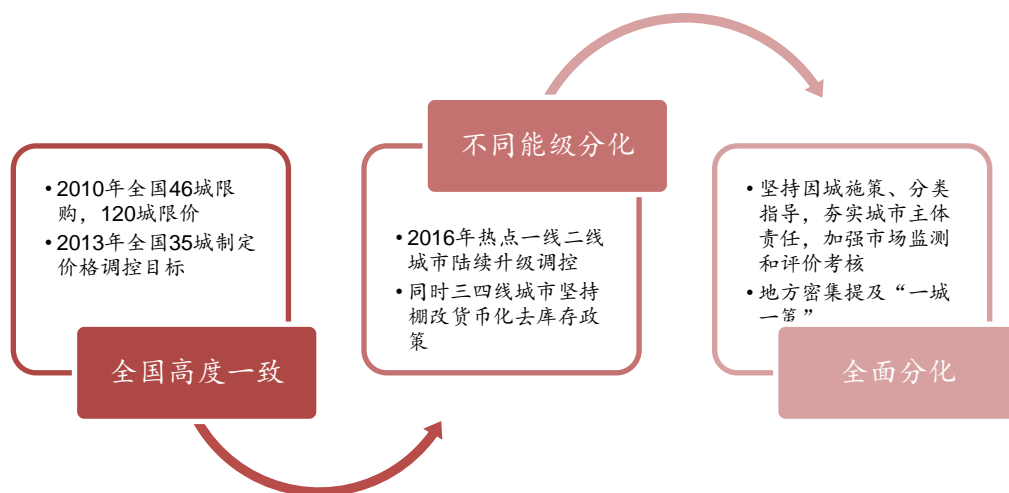 • 2010年全国46城限
购，120城限价
• 2013年全国35城制定
价格调控目标
全国高度一致
不同能级分化
• 2016年热点一线二线
城市陆续升级调控
• 同时三四线城市坚持
棚改货币化去库存政
策
• 坚持因城施策、分类
指导，夯实城市主体
责任，加强市场监测
和评价考核
• 地方密集提及“一城
一策”
全面分化